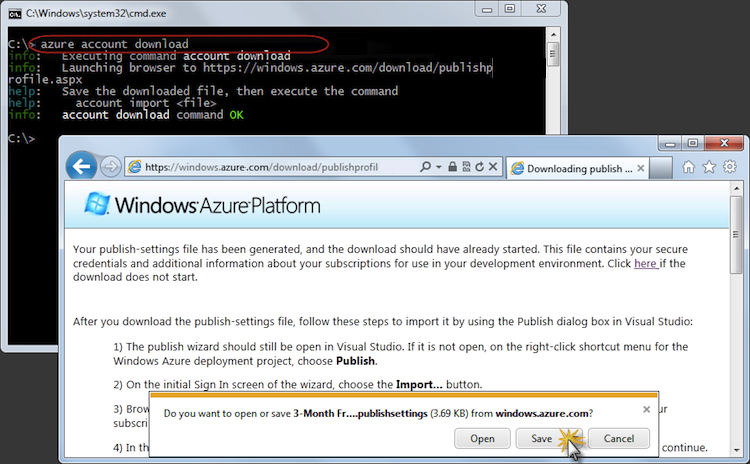 C:\Windows\system32\cmd.exe
C:\> azure account download
info:   Executing command account download
info:   Launching browser to https://windows.azure.com/download/publishp
rofile.aspx
help:   Save the downloaded file, then execute the command
help:     account import <file>
info:   account download command OK
C:\>
https://windows.azure.com/download/publishprofil
Downloading publish ...
Windows Azure Platform
Your publish-settings file has been generated, and the download should have already started. This file contains your secure
credentials and additional information about your subscriptions for use in your development environment. Click here if the
download does not start.
After you download the publish-settings file, follow these steps to import it by using the Publish dialog box in Visual Studio:
1) The publish wizard should still be open in Visual Studio. If it is not open, on the right-click shortcut menu for the
Windows Azure deployment project, choose Publish.
2) On the initial Sign In screen of the wizard, choose the Import... button.
3) Brow
ur
subscri
4) In th
continue.
Do you want to open or save 3-Month Fr....publishsettings (3.69 KB) from windows.azure.com?
Open
Save
Cancel